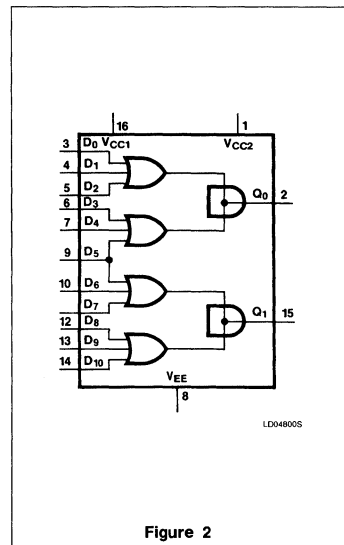 16 1
3 D0 VCC1 VCC2
4 D1
5 D2
6 D3 Q0 2
7 D4
9 D5
10 D6
D7 Q1 15
12 D8
13 D9
14 D10
VEE
8
LD04800S
Figure 2